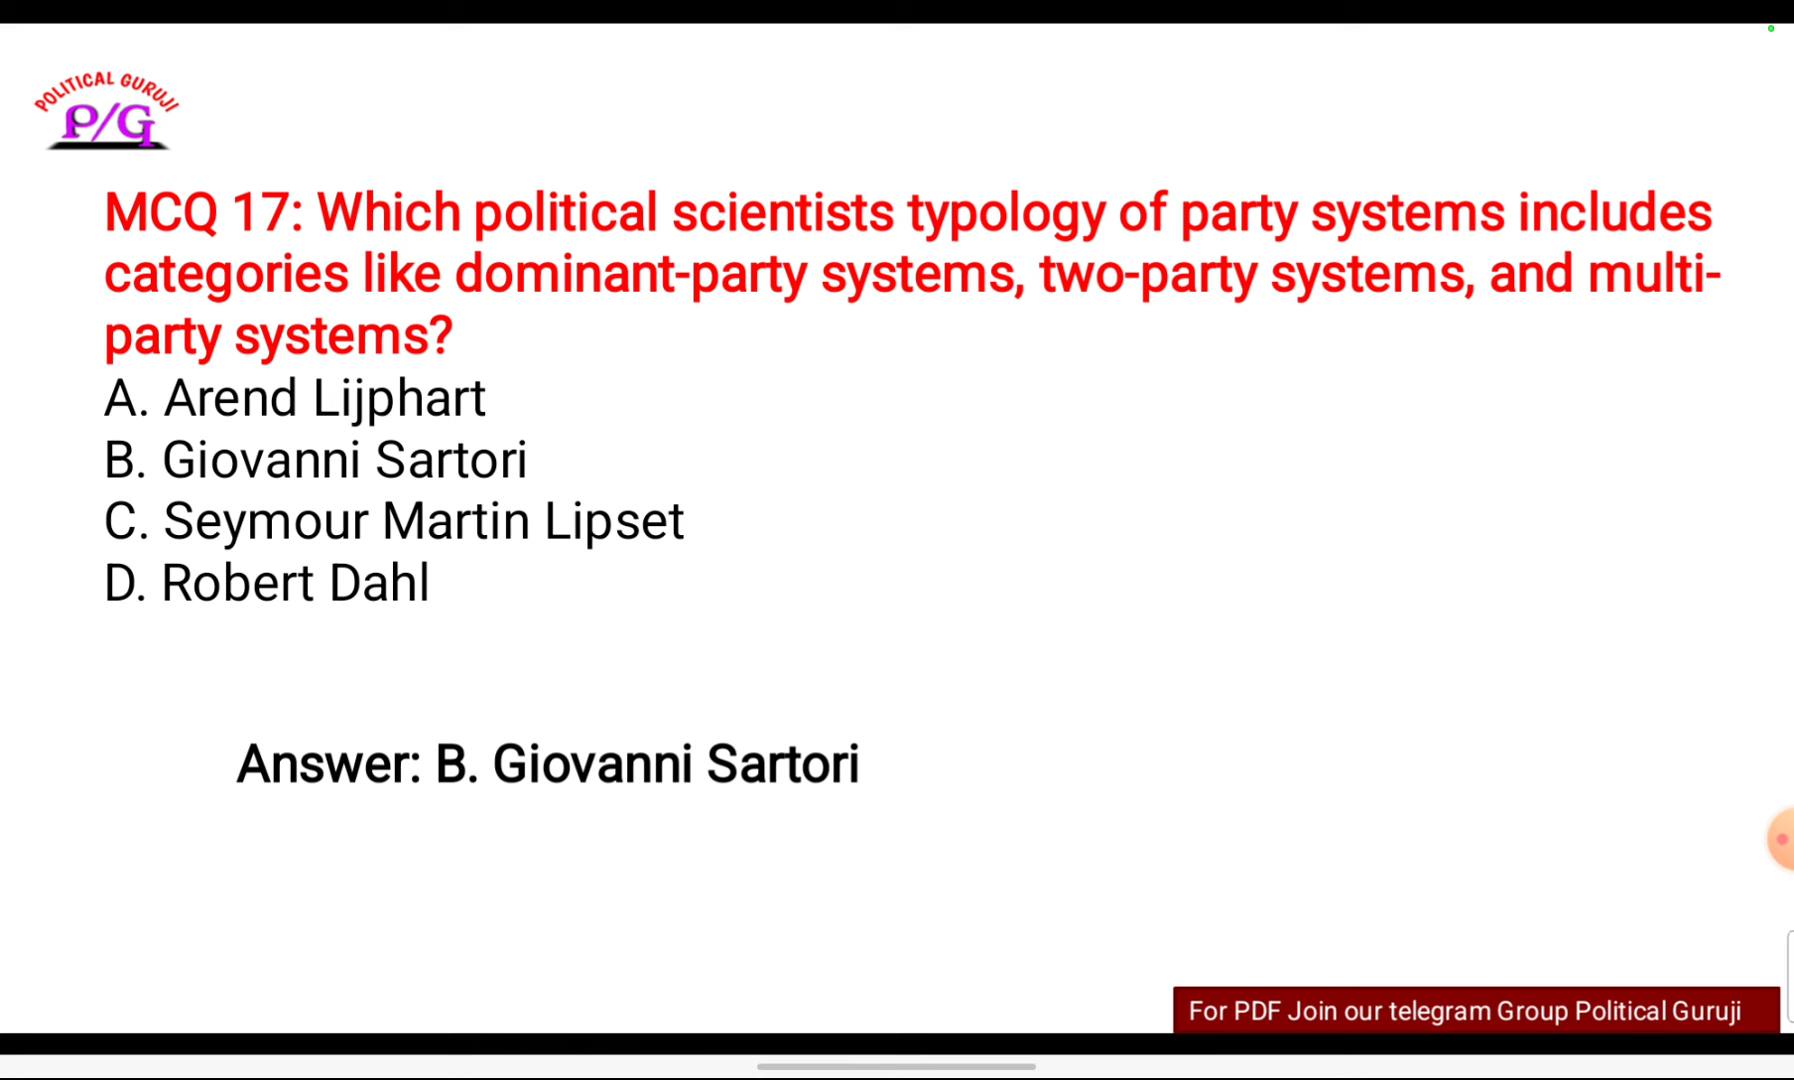 POLITICAL GURUJI
P/G
MCQ 17: Which political scientists typology of party systems includes
categories like dominant-party systems, two-party systems, and multi-
party systems?
A. Arend Lijphart
B. Giovanni Sartori
C. Seymour Martin Lipset
D. Robert Dahl
Answer: B. Giovanni Sartori
For PDF Join our telegram Group Political Guruji